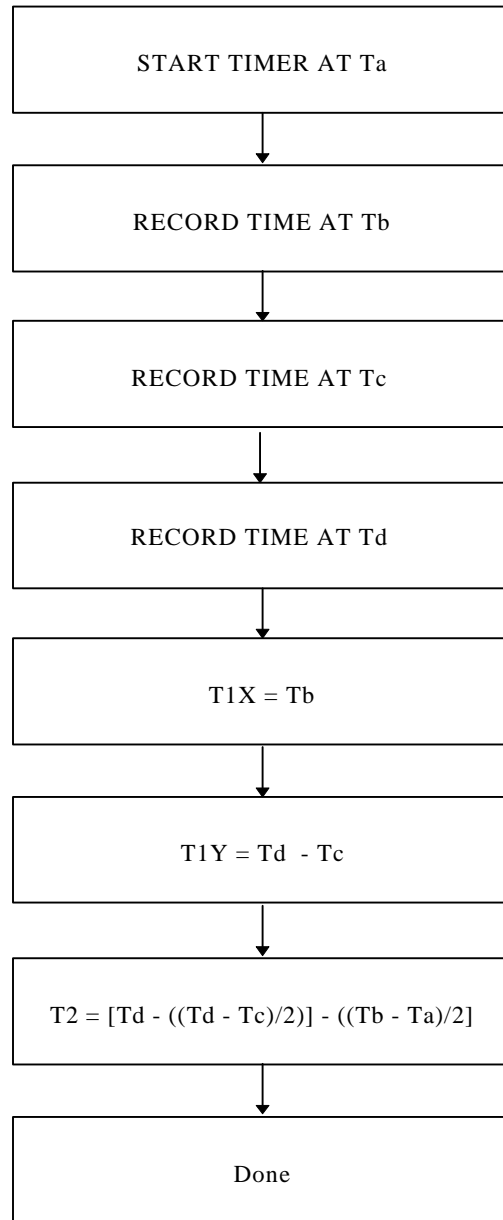 START TIMER AT Ta
RECORD TIME AT Tb
RECORD TIME AT Tc
RECORD TIME AT Td
T1X = Tb
T1Y = Td - Tc
T2 = [Td - ((Td - Tc)/2)] - ((Tb - Ta)/2]
Done